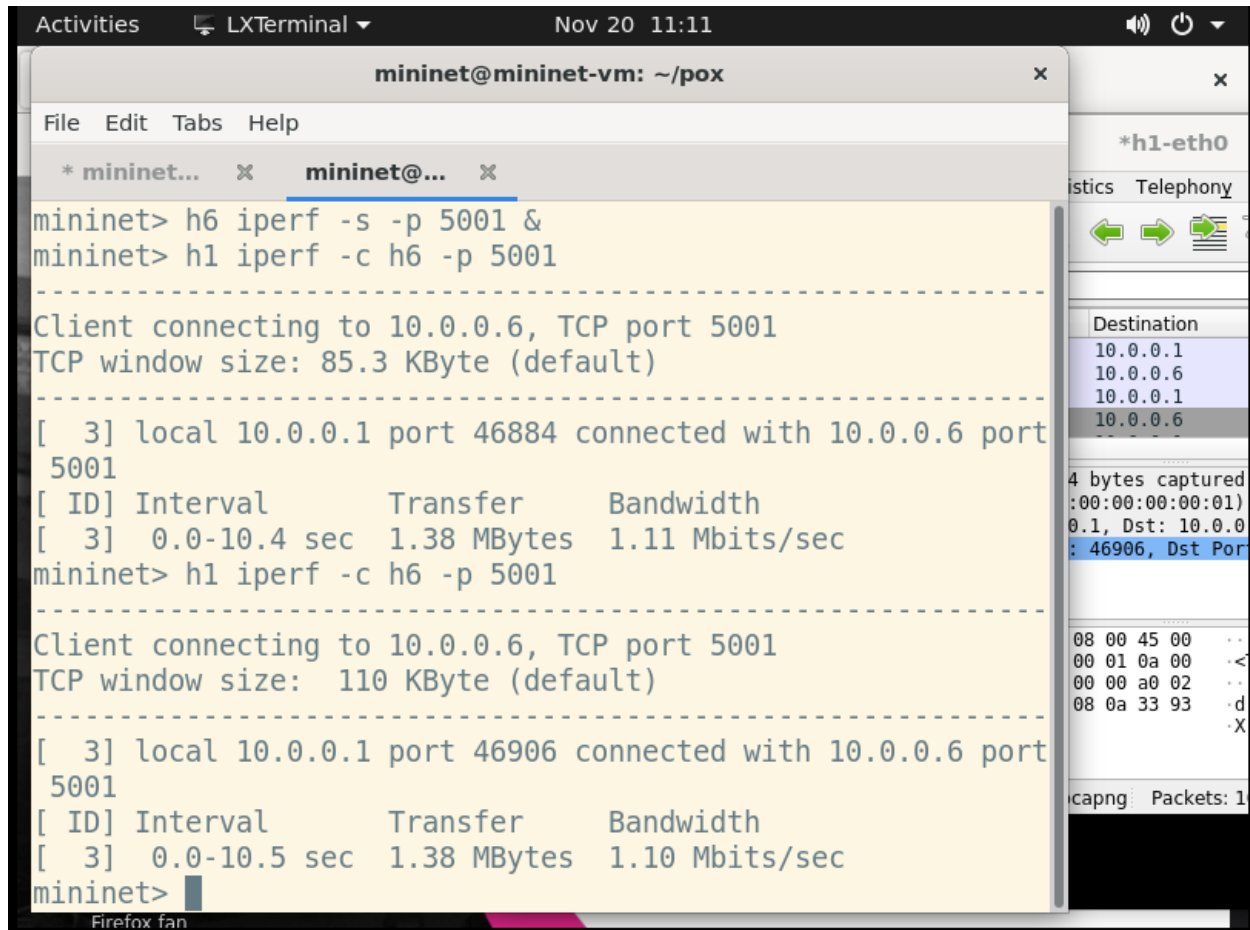 Activities LXTerminal Nov 20 11:11
mininet@mininet-vm: ~/pox
File Edit Tabs Help
* mininet... mininet@...
mininet> h6 iperf -s -p 5001 &
mininet> h1 iperf -c h6 -p 5001
------------------------------------------------------------
Client connecting to 10.0.0.6, TCP port 5001
TCP window size: 85.3 KByte (default)
------------------------------------------------------------
[  3] local 10.0.0.1 port 46884 connected with 10.0.0.6 port
 5001
[ ID] Interval       Transfer     Bandwidth
[  3]  0.0-10.4 sec  1.38 MBytes  1.11 Mbits/sec
mininet> h1 iperf -c h6 -p 5001
------------------------------------------------------------
Client connecting to 10.0.0.6, TCP port 5001
TCP window size:  110 KByte (default)
------------------------------------------------------------
[  3] local 10.0.0.1 port 46906 connected with 10.0.0.6 port
 5001
[ ID] Interval       Transfer     Bandwidth
[  3]  0.0-10.5 sec  1.38 MBytes  1.10 Mbits/sec
mininet>
*h1-eth0
istics Telephony
Destination
10.0.0.1
10.0.0.6
10.0.0.1
10.0.0.6
4 bytes captured
:00:00:00:00:01)
0.1, Dst: 10.0.0
: 46906, Dst Por
08 00 45 00 ··
00 01 0a 00 ·<
00 00 a0 02 ··
08 0a 33 93 ·d
·X
capng Packets: 1
Firefox fan